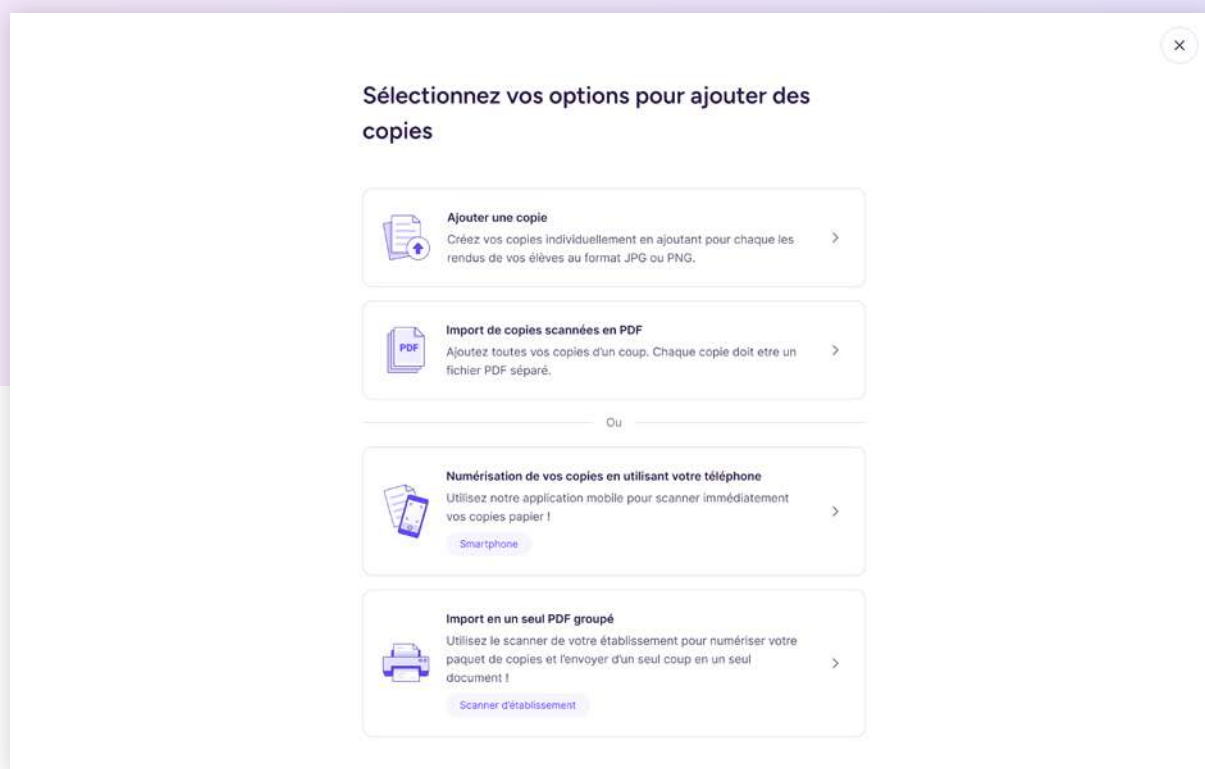 Sélectionnez vos options pour ajouter des
copies
Ajouter une copie
Créez vos copies individuellement en ajoutant pour chaque les
rendus de vos élèves au format JPG ou PNG.
PDF
Import de copies scannées en PDF
Ajoutez toutes vos copies d'un coup. Chaque copie doit etre un
fichier PDF séparé.
Ou
Numérisation de vos copies en utilisant votre téléphone
Utilisez notre application mobile pour scanner immédiatement
vos copies papier !
Smartphone
Import en un seul PDF groupé
Utilisez le scanner de votre établissement pour numériser votre
paquet de copies et l'envoyer d'un seul coup en un seul
document !
Scanner d'établissement